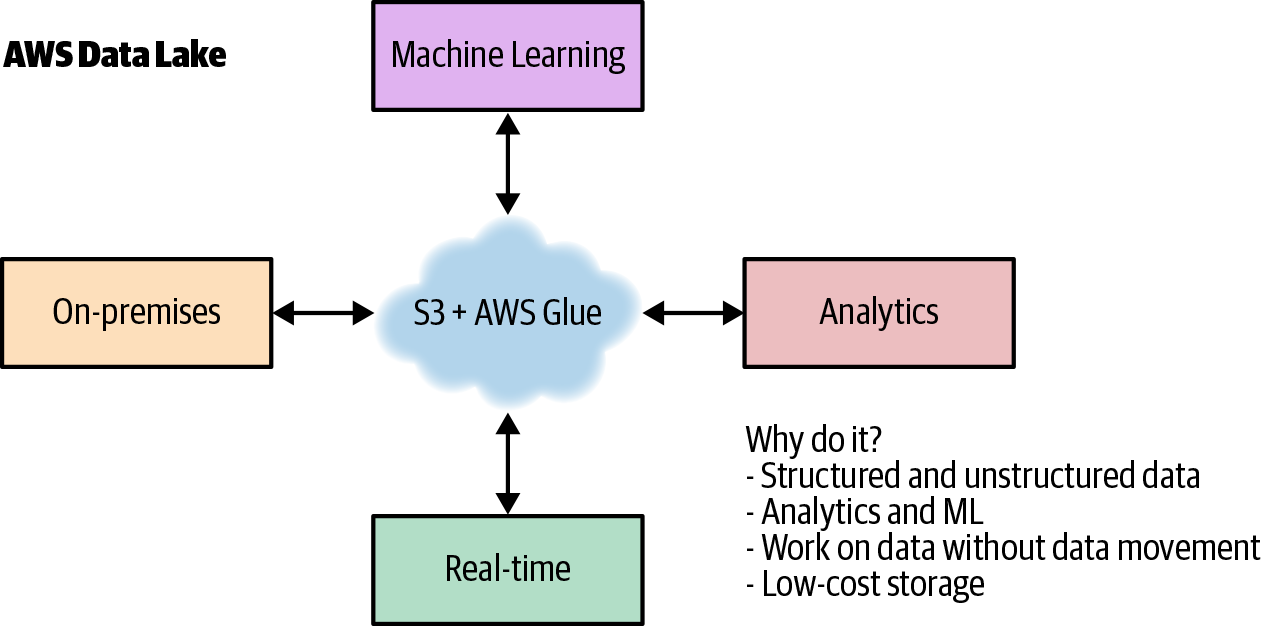 AWS Data Lake
Machine Learning
On-premises
S3 + AWS Glue
Analytics
Real-time
Why do it?
- Structured and unstructured data
- Analytics and ML
- Work on data without data movement
- Low-cost storage